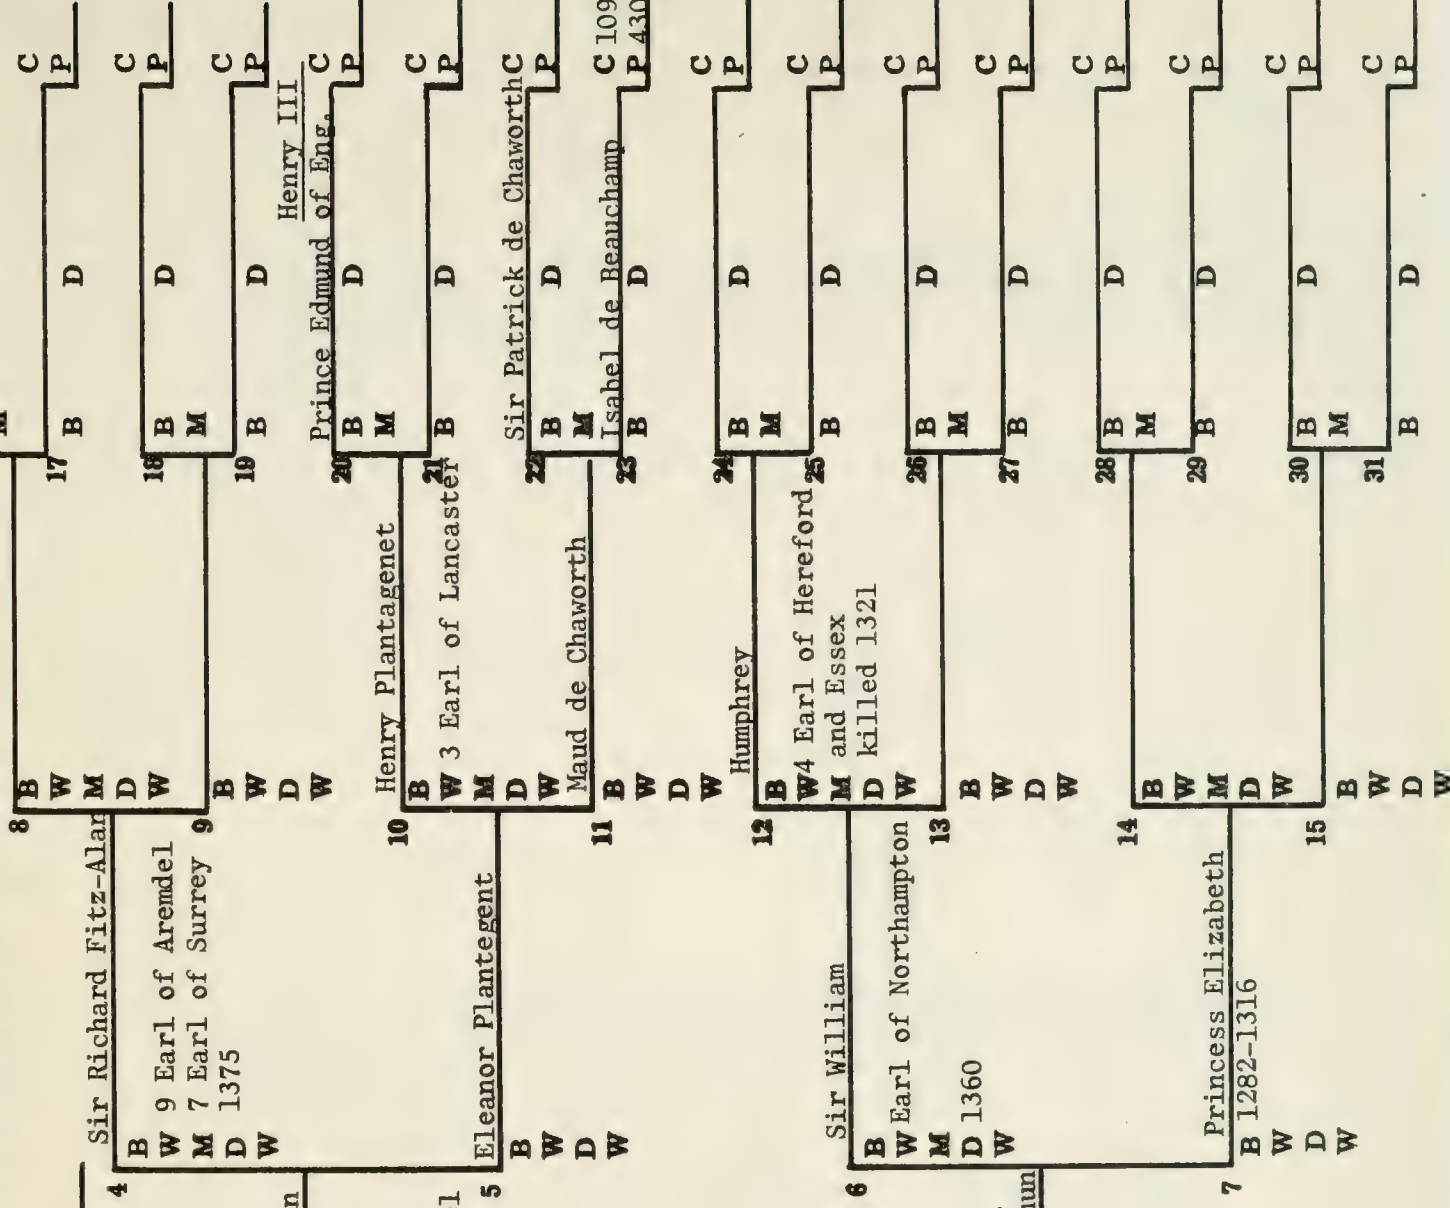 4
Sir Richard Fitz-Alan
B
W 9 Earl of Aremdel
M 7 Earl of Surrey
D 1375
W
5
Eleanor Plantegent
B
W
D
W
6
Sir William
B
W Earl of Northampton
M
D 1360
W
7
Princess Elizabeth
B 1282-1316
W
D
W
8
B
W
M
D
W
9
B
W
D
W
10
Henry Plantagenet
B
W 3 Earl of Lancaster
M
D
W
11
Maud de Chaworth
B
W
D
W
12
Humphrey
B
W4 Earl of Hereford
M and Essex
D killed 1321
W
13
B
W
D
W
14
B
W
M
D
W
15
B
W
D
W
M
C
17 P
B D
C
18 B D P
M
C
19 P
B D
Henry III
Prince Edmund of Eng. C
20 B D P
M
C
21 P
B D
Sir Patrick de Chaworth C
22 B D P
M
Isabel de Beauchamp C 109
23 B D P 430
C
24 B D P
M
C
25 P
B D
C
26 B D P
M
C
27 P
B D
C
28 B D P
M
C
29 P
B D
C
30 B D P
M
C
31 P
B D